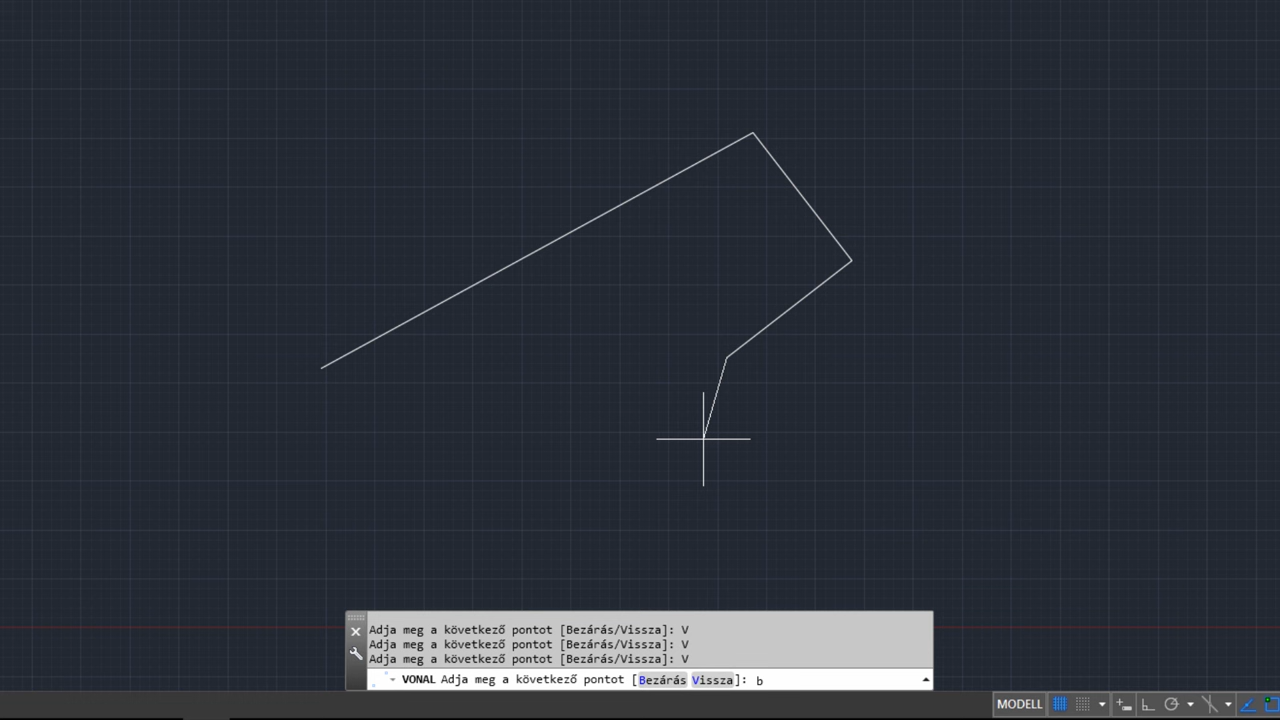 Adja meg a következő pontot [Bezárás/Vissza]: V
Adja meg a következő pontot [Bezárás/Vissza]: V
Adja meg a következő pontot [Bezárás/Vissza]: V
VONAL Adja meg a következő pontot [Bezárás Vissza]: b
MODELL